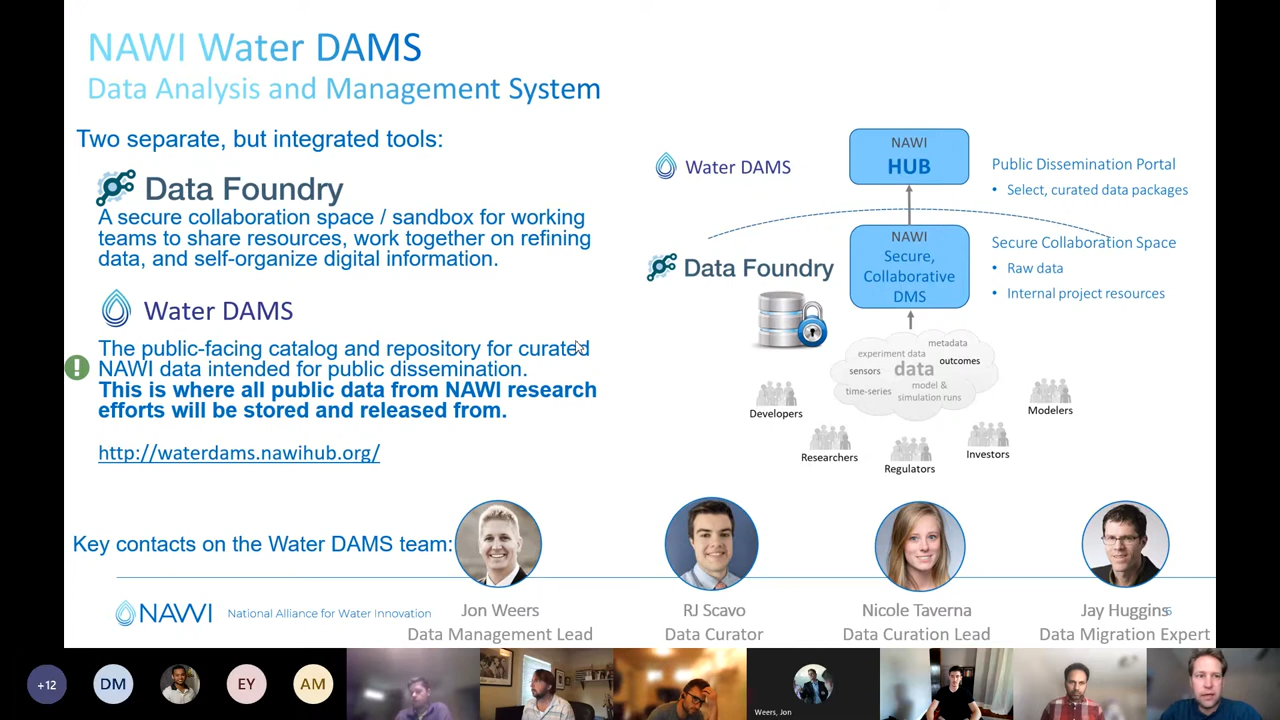 NAWI Water DAMS
Data Analysis and Management System
Two separate, but integrated tools:
Data Foundry
A secure collaboration space / sandbox for working
teams to share resources, work together on refining
data, and self-organize digital information.
Water DAMS
The public-facing catalog and repository for curated
NAWI data intended for public dissemination.
This is where all public data from NAWI research
efforts will be stored and released from.
http://waterdams.nawihub.org/
Water DAMS
NAWI
HUB
Public Dissemination Portal
• Select, curated data packages
Data Foundry
NAWI
Secure,
Collaborative
DMS
Secure Collaboration Space
• Raw data
• Internal project resources
metadata
experiment data
outcomes
sensors
data
time-series
model &
simulation runs
Developers
Researchers
Regulators
Investors
Modelers
Key contacts on the Water DAMS team:
NAWI
National Alliance for Water Innovation
Jon Weers
Data Management Lead
RJ Scavo
Data Curator
Nicole Taverna
Data Curation Lead
Jay Huggins
Data Migration Expert
6
+12
DM
EY
AM
Weers, Jon